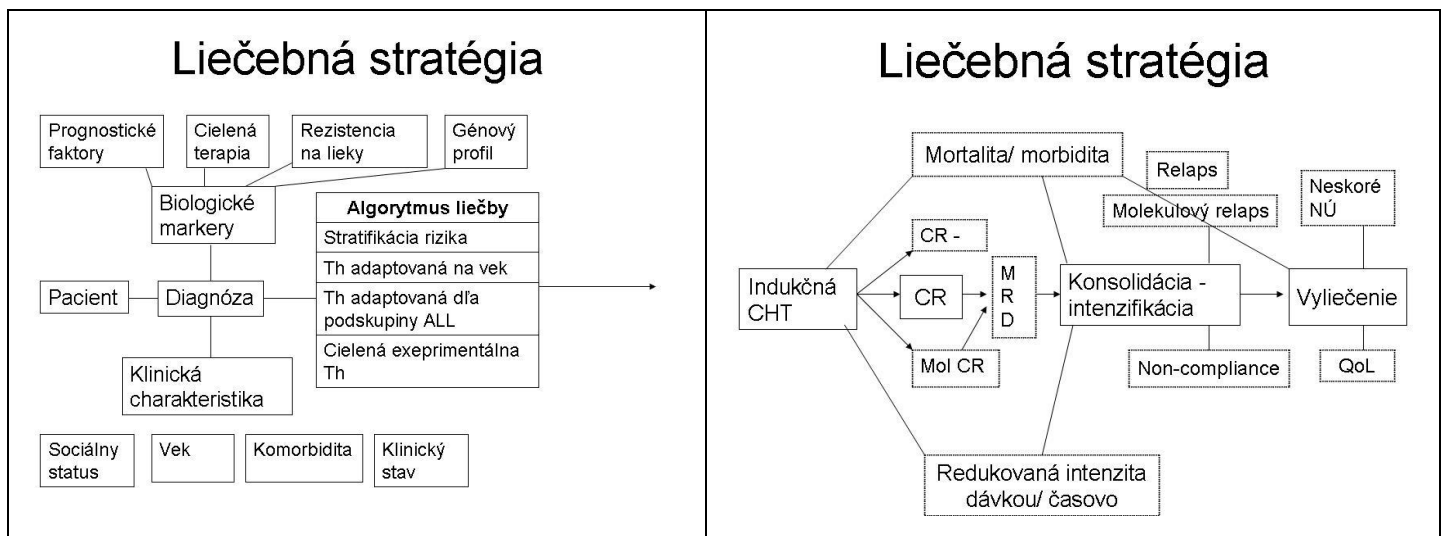 Liečebná stratégia
Prognostické
faktory
Cielená
terapia
Rezistencia
na lieky
Génový
profil
Biologické
markery
Algorytmus liečby
Stratifikácia rizika
Th adaptovaná na vek
Th adaptovaná dľa
podskupiny ALL
Cielená exeprimentálna
Th
Pacient
Diagnóza
Klinická
charakteristika
Sociálny
status
Vek
Komorbidita
Klinický
stav
Liečebná stratégia
Mortalita/ morbidita
Relaps
Molekulový relaps
Neskoré
NÚ
Indukčná
CHT
CR -
CR
Mol CR
M
R
D
Konsolidácia -
intenzifikácia
Vyliečenie
Non-compliance
QoL
Redukovaná intenzita
dávkou/ časovo